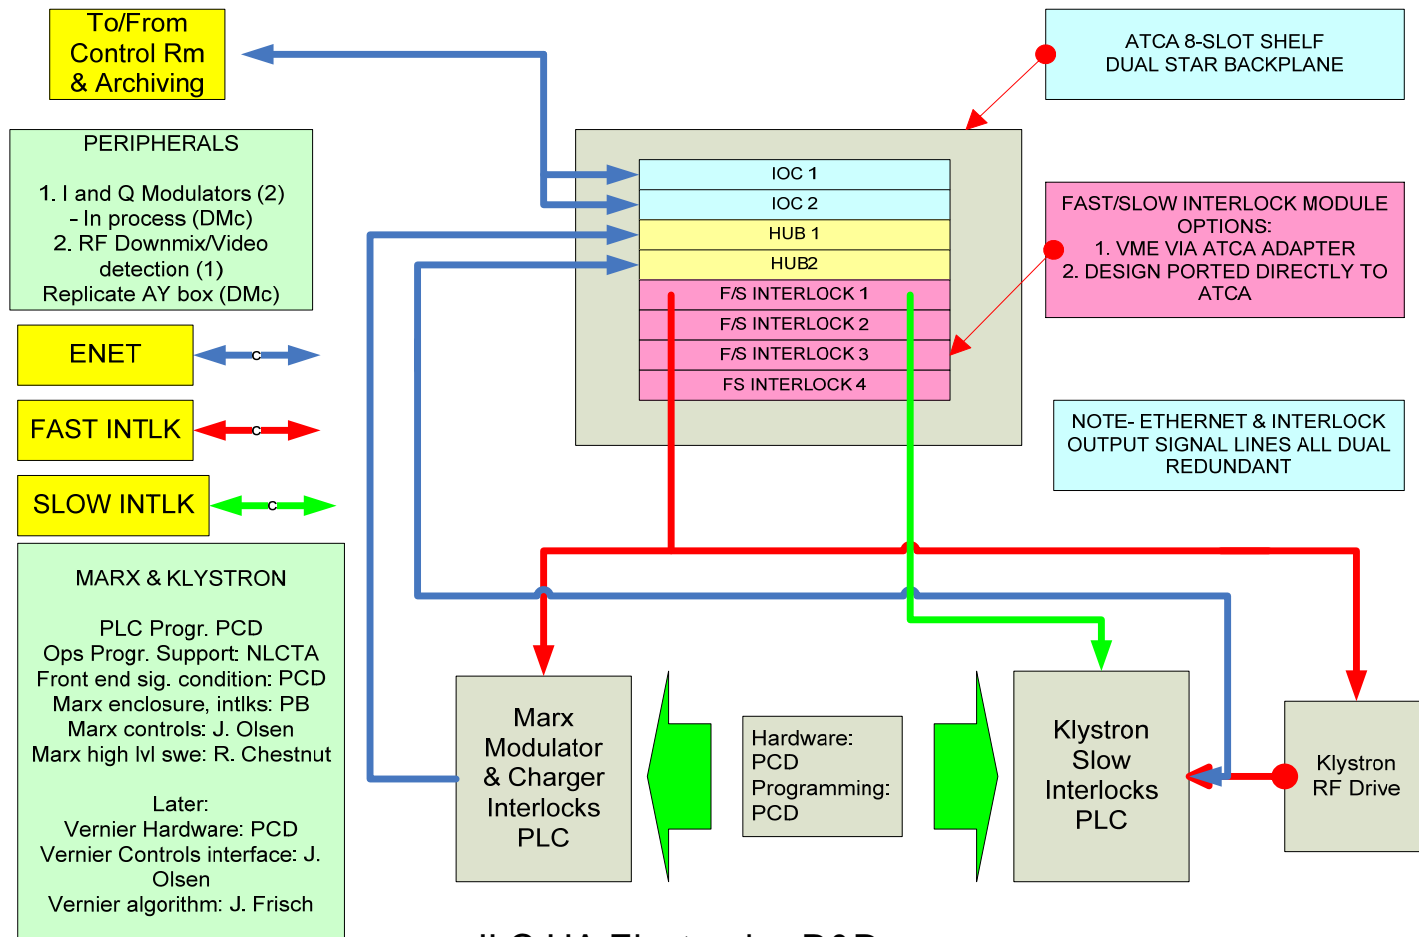 To/From
Control Rm
& Archiving
ATCA 8-SLOT SHELF
DUAL STAR BACKPLANE
PERIPHERALS
1. I and Q Modulators (2)
- In process (DMc)
2. RF Downmix/Video
detection (1)
Replicate AY box (DMc)
IOC 1
IOC 2
HUB 1
HUB2
F/S INTERLOCK 1
F/S INTERLOCK 2
F/S INTERLOCK 3
FS INTERLOCK 4
FAST/SLOW INTERLOCK MODULE
OPTIONS:
1. VME VIA ATCA ADAPTER
2. DESIGN PORTED DIRECTLY TO
ATCA
ENET
C
FAST INTLK
C
SLOW INTLK
C
NOTE- ETHERNET & INTERLOCK
OUTPUT SIGNAL LINES ALL DUAL
REDUNDANT
MARX & KLYSTRON
PLC Progr. PCD
Ops Progr. Support: NLCTA
Front end sig. condition: PCD
Marx enclosure, intlks: PB
Marx controls: J. Olsen
Marx high lvl swe: R. Chestnut
Later:
Vernier Hardware: PCD
Vernier Controls interface: J.
Olsen
Vernier algorithm: J. Frisch
Marx
Modulator
& Charger
Interlocks
PLC
Hardware:
PCD
Programming:
PCD
Klystron
Slow
Interlocks
PLC
Klystron
RF Drive